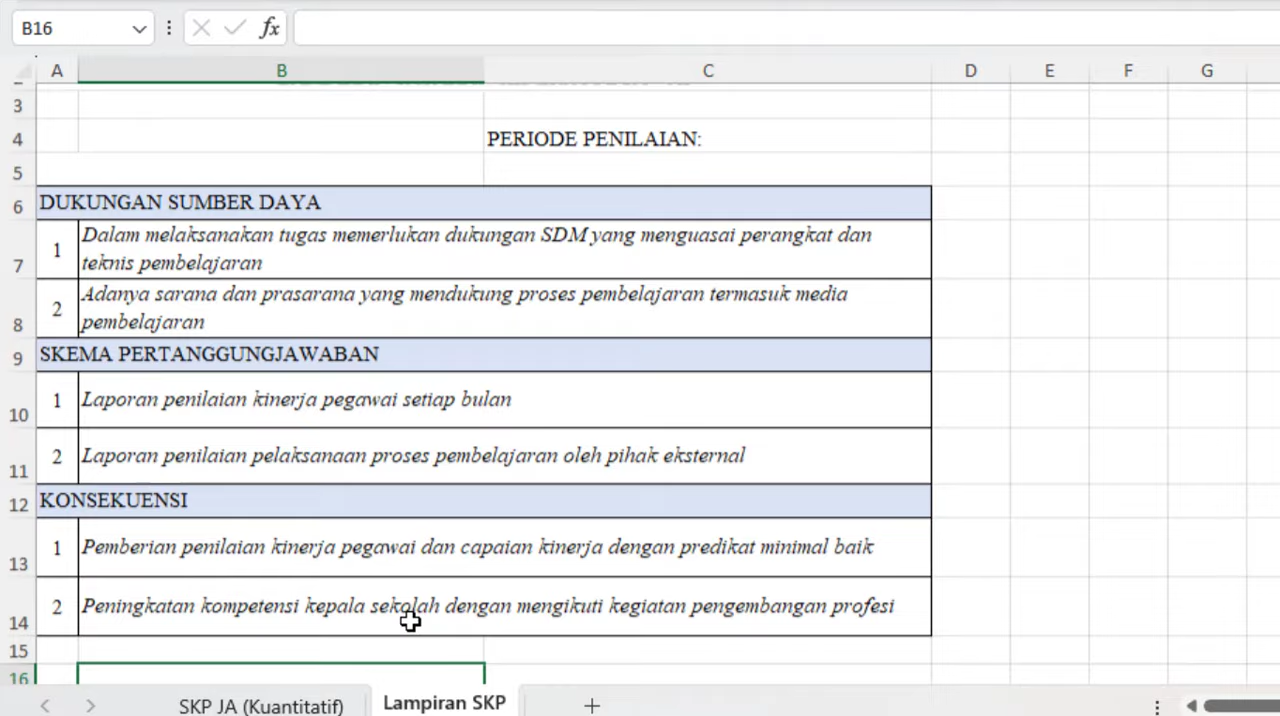 B16
fx
A B C D E F G
3
4 PERIODE PENILAIAN:
5
6 DUKUNGAN SUMBER DAYA
7 1 Dalam melaksanakan tugas memerlukan dukungan SDM yang menguasai perangkat dan
teknis pembelajaran
8 2 Adanya sarana dan prasarana yang mendukung proses pembelajaran termasuk media
pembelajaran
9 SKEMA PERTANGGUNGJAWABAN
10 1 Laporan penilaian kinerja pegawai setiap bulan
11 2 Laporan penilaian pelaksanaan proses pembelajaran oleh pihak eksternal
12 KONSEKUENSI
13 1 Pemberian penilaian kinerja pegawai dan capaian kinerja dengan predikat minimal baik
14 2 Peningkatan kompetensi kepala sekolah dengan mengikuti kegiatan pengembangan profesi
15
16
SKP JA (Kuantitatif) Lampiran SKP